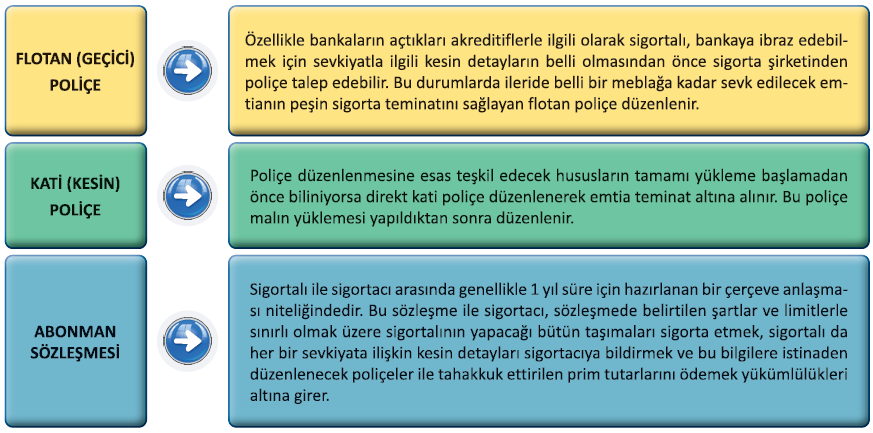 FLOTAN (GEÇİCİ)
POLİÇE
Özellikle bankaların açtıkları akreditiflerle ilgili olarak sigortalı, bankaya ibraz edebil-
mek için sevkiyatla ilgili kesin detayların belli olmasından önce sigorta şirketinden
poliçe talep edebilir. Bu durumlarda ileride belli bir meblağa kadar sevk edilecek em-
tianın peşin sigorta teminatını sağlayan flotan poliçe düzenlenir.
KATİ (KESİN)
POLİÇE
Poliçe düzenlenmesine esas teşkil edecek hususların tamamı yükleme başlamadan
önce biliniyorsa direkt kati poliçe düzenlenerek emtia teminat altına alınır. Bu poliçe
malın yüklemesi yapıldıktan sonra düzenlenir.
ABONMAN
SÖZLEŞMESİ
Sigortalı ile sigortacı arasında genellikle 1 yıl süre için hazırlanan bir çerçeve anlaşma-
sı niteliğindedir. Bu sözleşme ile sigortacı, sözleşmede belirtilen şartlar ve limitlerle
sınırlı olmak üzere sigortalının yapacağı bütün taşımaları sigorta etmek, sigortalı da
her bir sevkiyata ilişkin kesin detayları sigortacıya bildirmek ve bu bilgilere istinaden
düzenlenecek poliçeler ile tahakkuk ettirilen prim tutarlarını ödemek yükümlülükleri
altına girer.